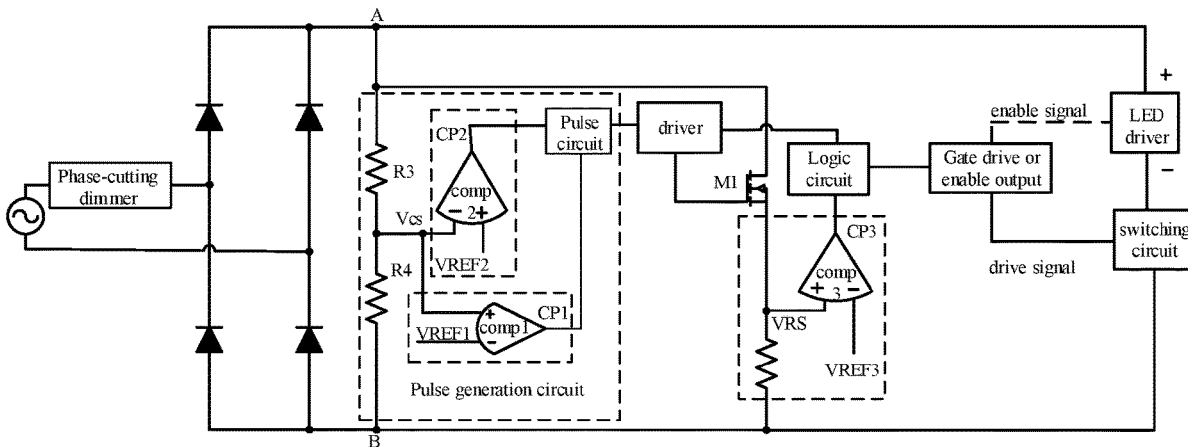 A
Phase-cutting
dimmer
R3
Vcs
R4
CP2
comp
− 2 +
VREF2
Pulse
circuit
driver
M1
Logic
circuit
Gate drive or
enable output
enable signal
+
LED
driver
−
switching
circuit
drive signal
CP3
comp
+ 3 −
VRS
VREF3
CP1
+
comp1
VREF1
−
Pulse generation circuit
B